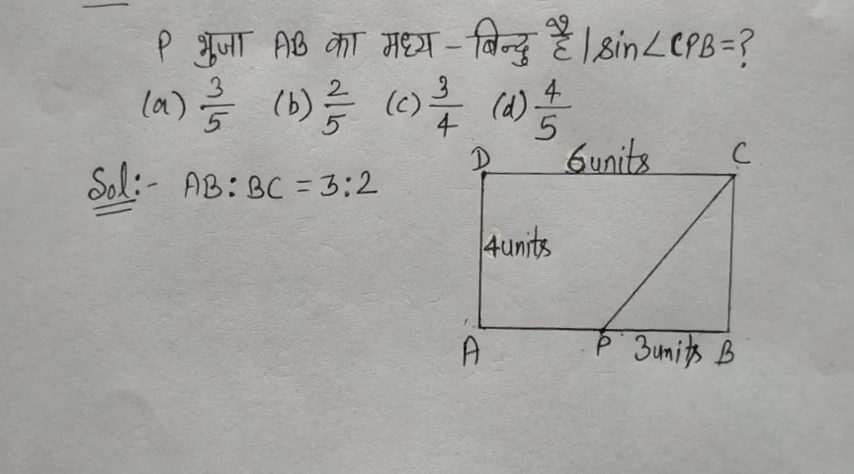 P भुजा AB का मध्य - बिन्दु है | sin∠CPB=?
(a) 3/5 (b) 2/5 (c) 3/4 (d) 4/5
Sol:- AB:BC = 3:2
D 6units C
4units
A P 3units B